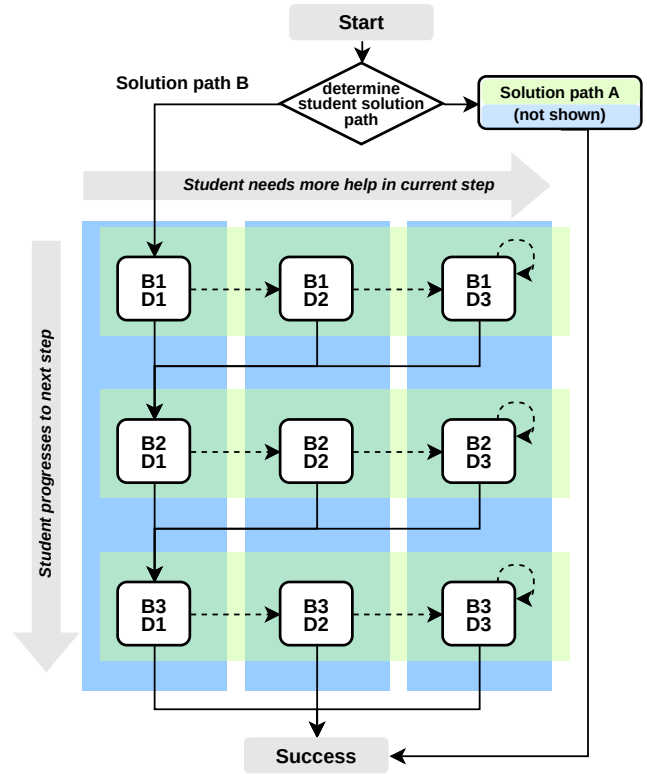 Start
determine
student solution
path
Solution path B
Solution path A
(not shown)
Student needs more help in current step
Student progresses to next step
B1
D1
B1
D2
B1
D3
B2
D1
B2
D2
B2
D3
B3
D1
B3
D2
B3
D3
Success